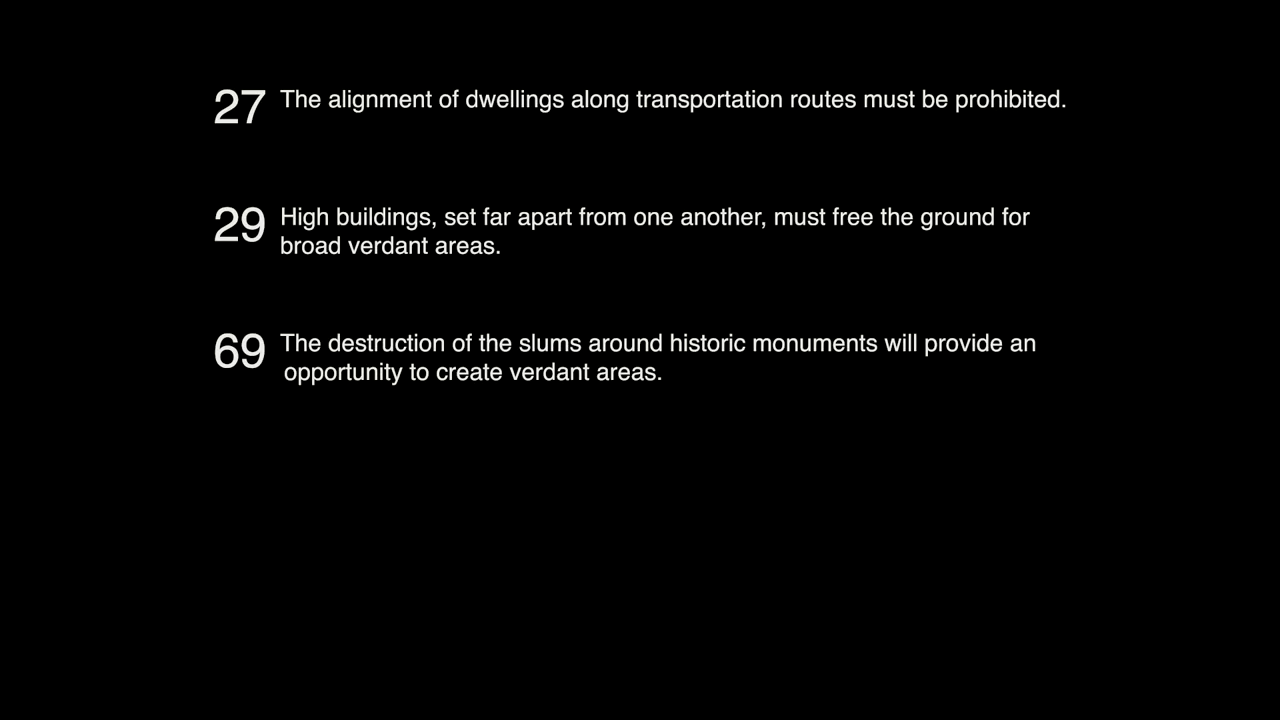 27 The alignment of dwellings along transportation routes must be prohibited.
29 High buildings, set far apart from one another, must free the ground for
broad verdant areas.
69 The destruction of the slums around historic monuments will provide an
opportunity to create verdant areas.